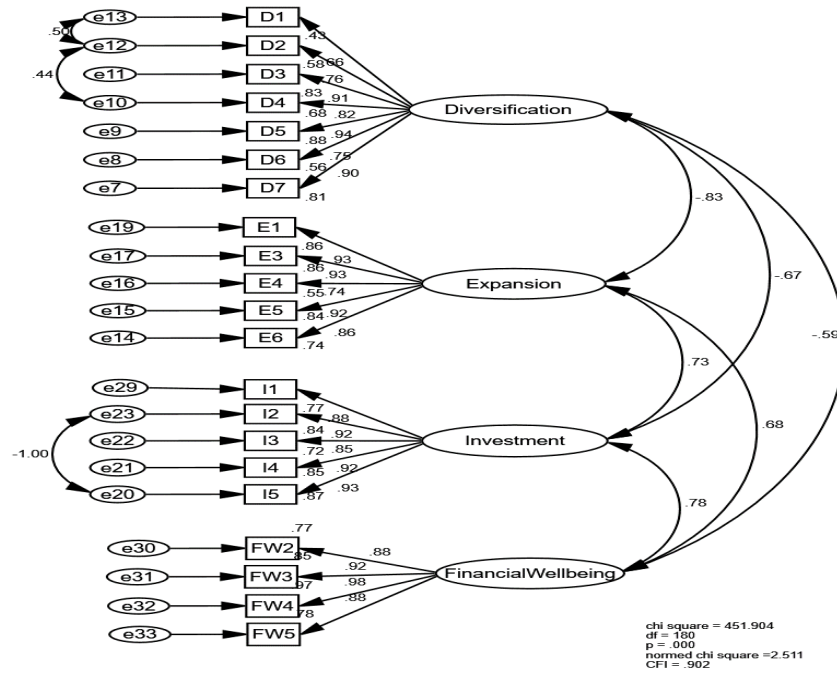 e13 D1
.50
e12 D2
.43
.58 .66
e11 D3
.44
.76
e10 D4
.83 .91
.68 .82
e9 D5
.88 .94
e8 D6
.75
.56 .90
e7 D7
.81
Diversification
-.83
e19 E1
.86 .93
e17 E3
.86 .93
e16 E4
.55 .74
e15 E5
.84 .92
.86
e14 E6
.74
Expansion
-.67
-.59
.73
e29 I1
.77 .88
e23 I2
.84 .92
e22 I3
.72 .85
-1.00
e21 I4
.85 .92
.93
e20 I5
.87
Investment
.68
.78
.77
e30 FW2
.88
.85
e31 FW3
.92
.97
.98
e32 FW4
.88
.78
e33 FW5
FinancialWellbeing
chi square = 451.904
df = 180
p = .000
normed chi square =2.511
CFI = .902